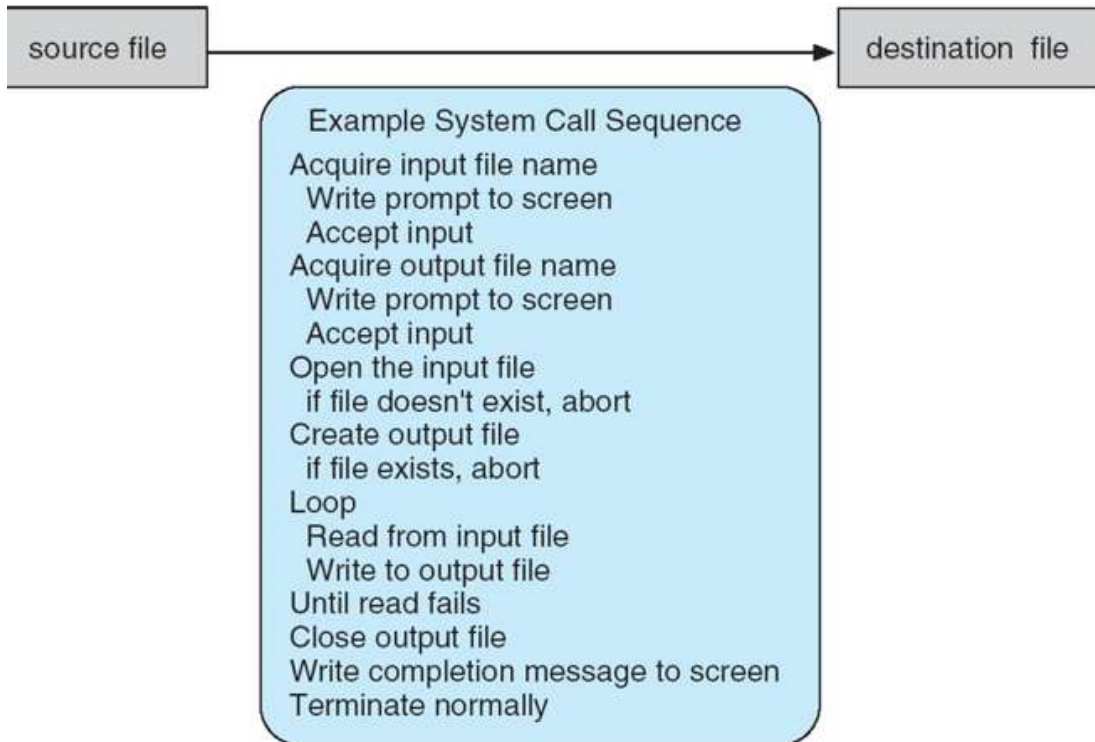 source file
destination file
Example System Call Sequence
Acquire input file name
Write prompt to screen
Accept input
Acquire output file name
Write prompt to screen
Accept input
Open the input file
if file doesn't exist, abort
Create output file
if file exists, abort
Loop
Read from input file
Write to output file
Until read fails
Close output file
Write completion message to screen
Terminate normally